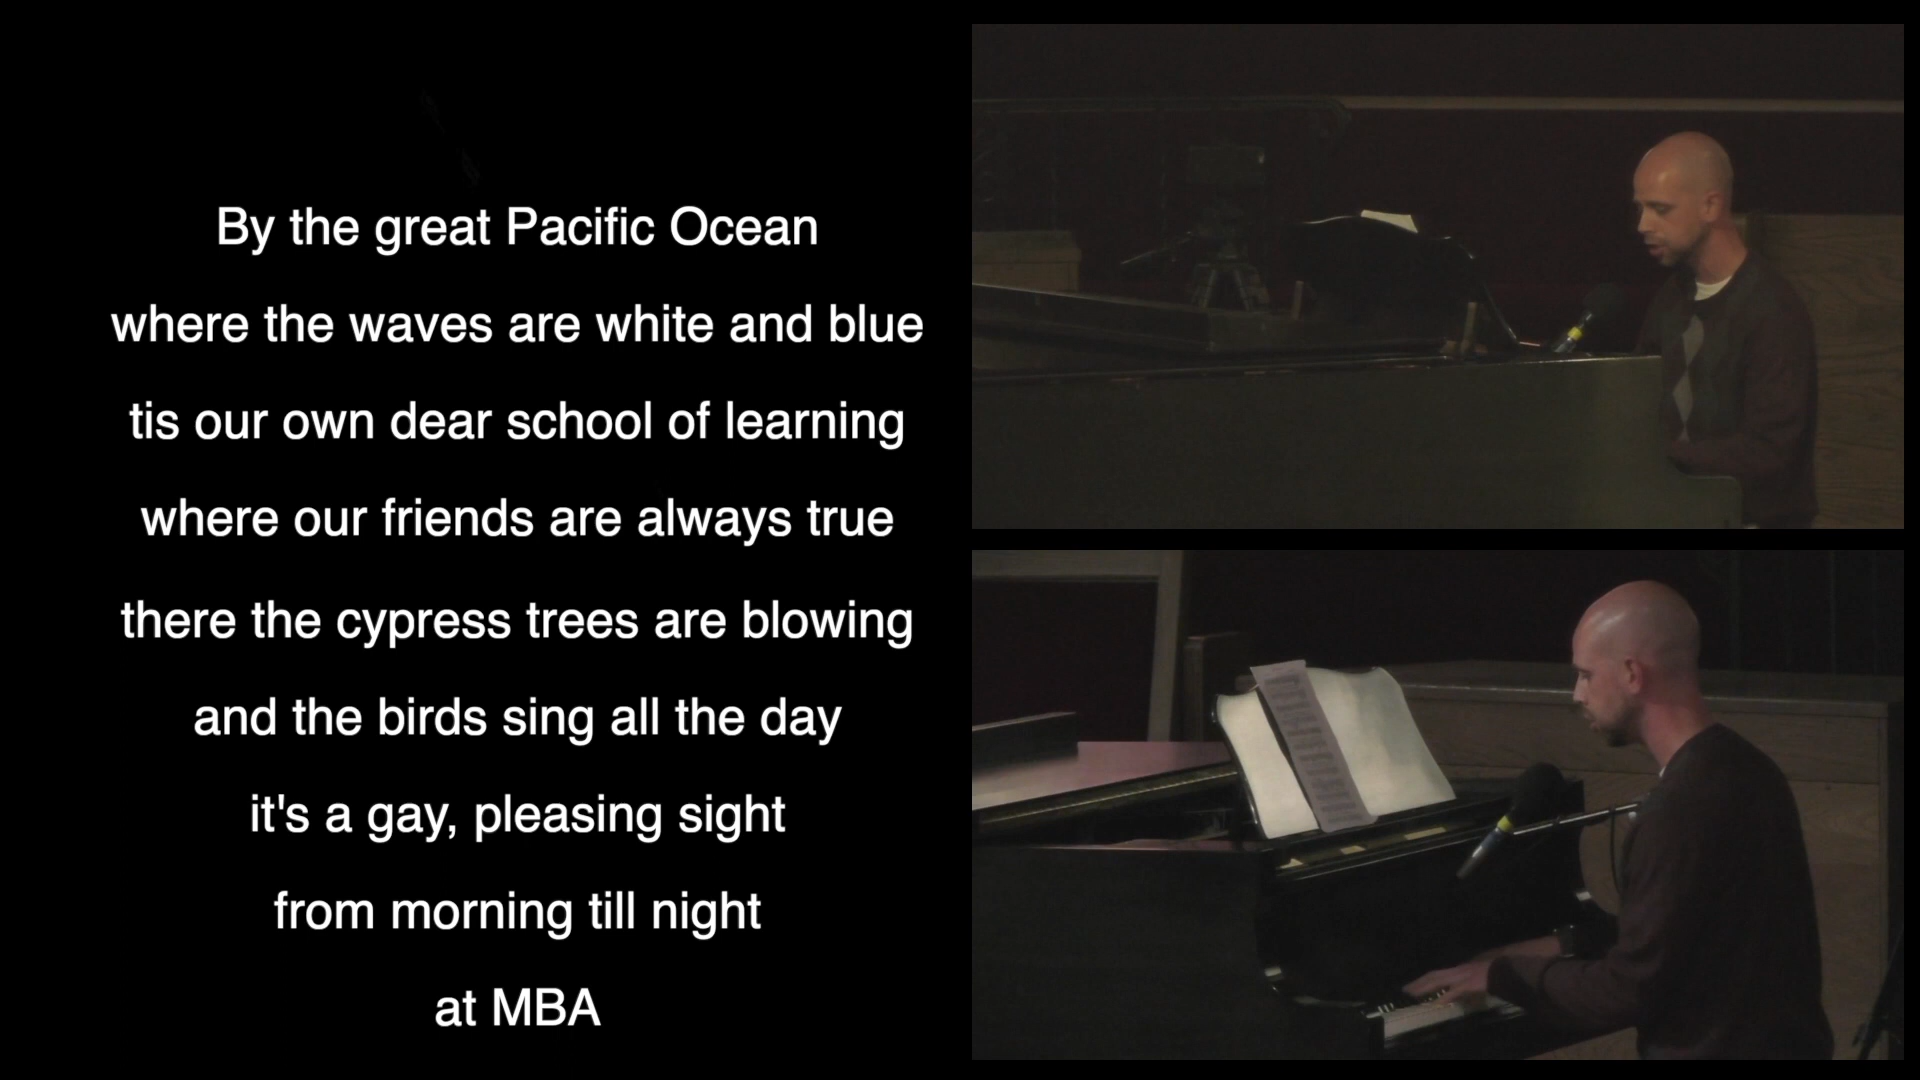 By the great Pacific Ocean
where the waves are white and blue
tis our own dear school of learning
where our friends are always true
there the cypress trees are blowing
and the birds sing all the day
it's a gay, pleasing sight
from morning till night
at MBA